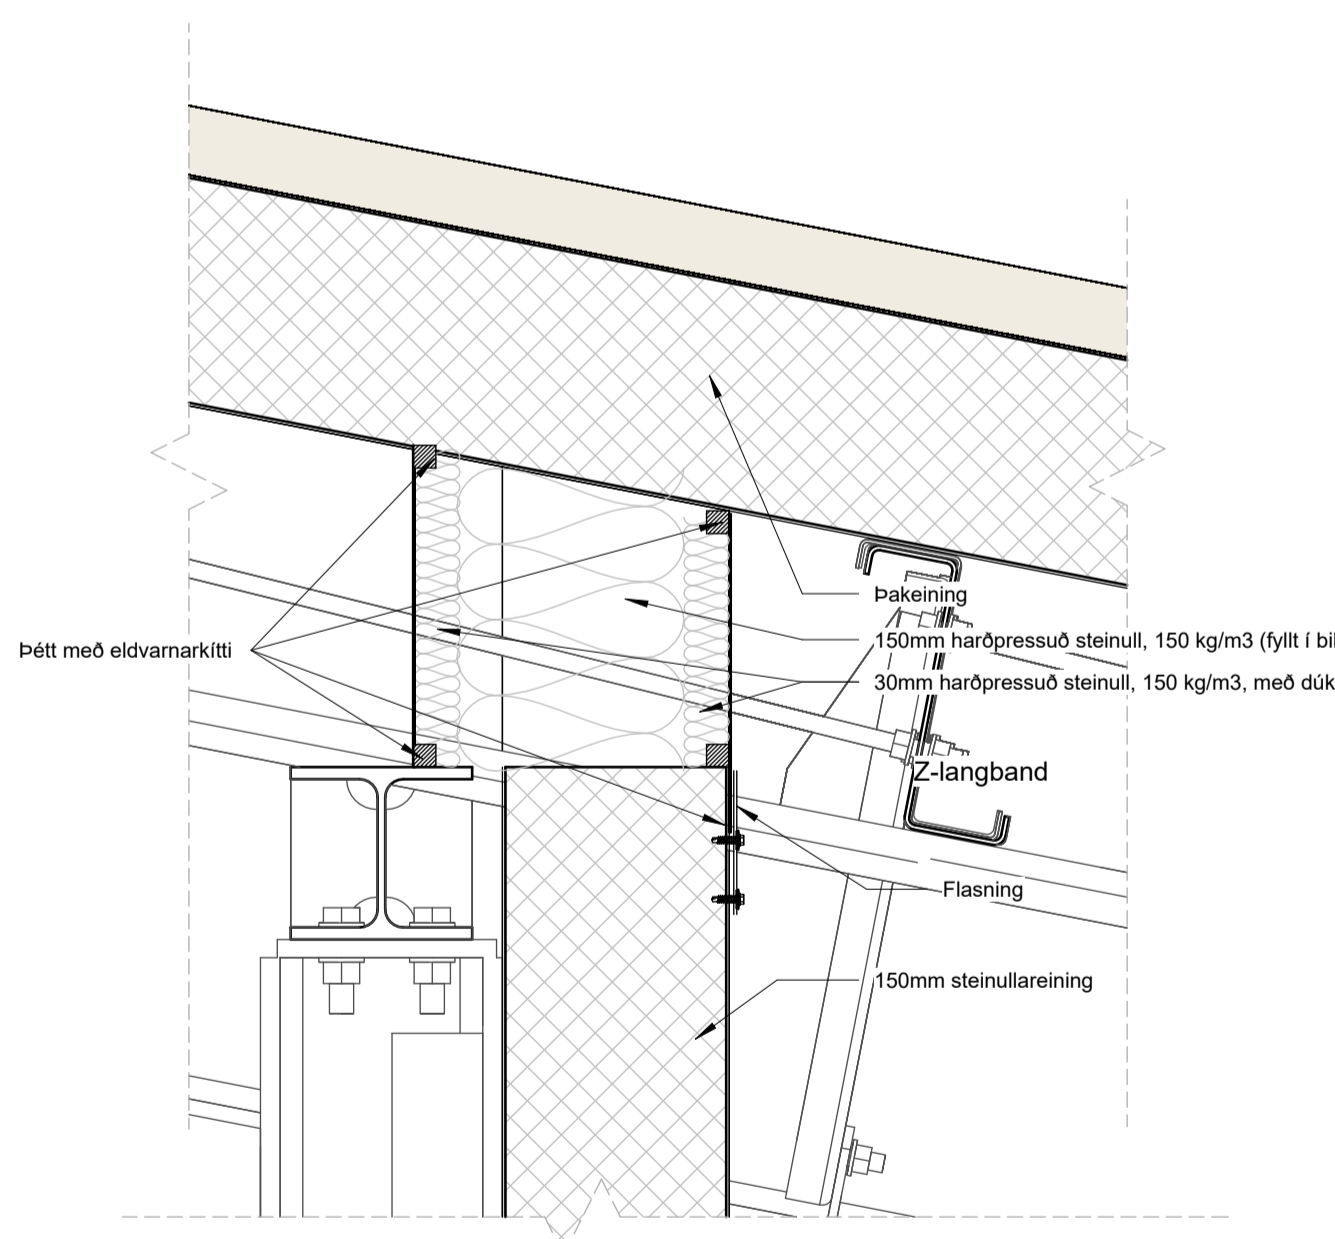 Þakeining
150mm harðpressuð steinull, 150 kg/m3 (fyllt í bil
Þétt með eldvarnarkítti
30mm harðpressuð steinull, 150 kg/m3, með dúk
Z-langband
Flasning
150mm steinullareining